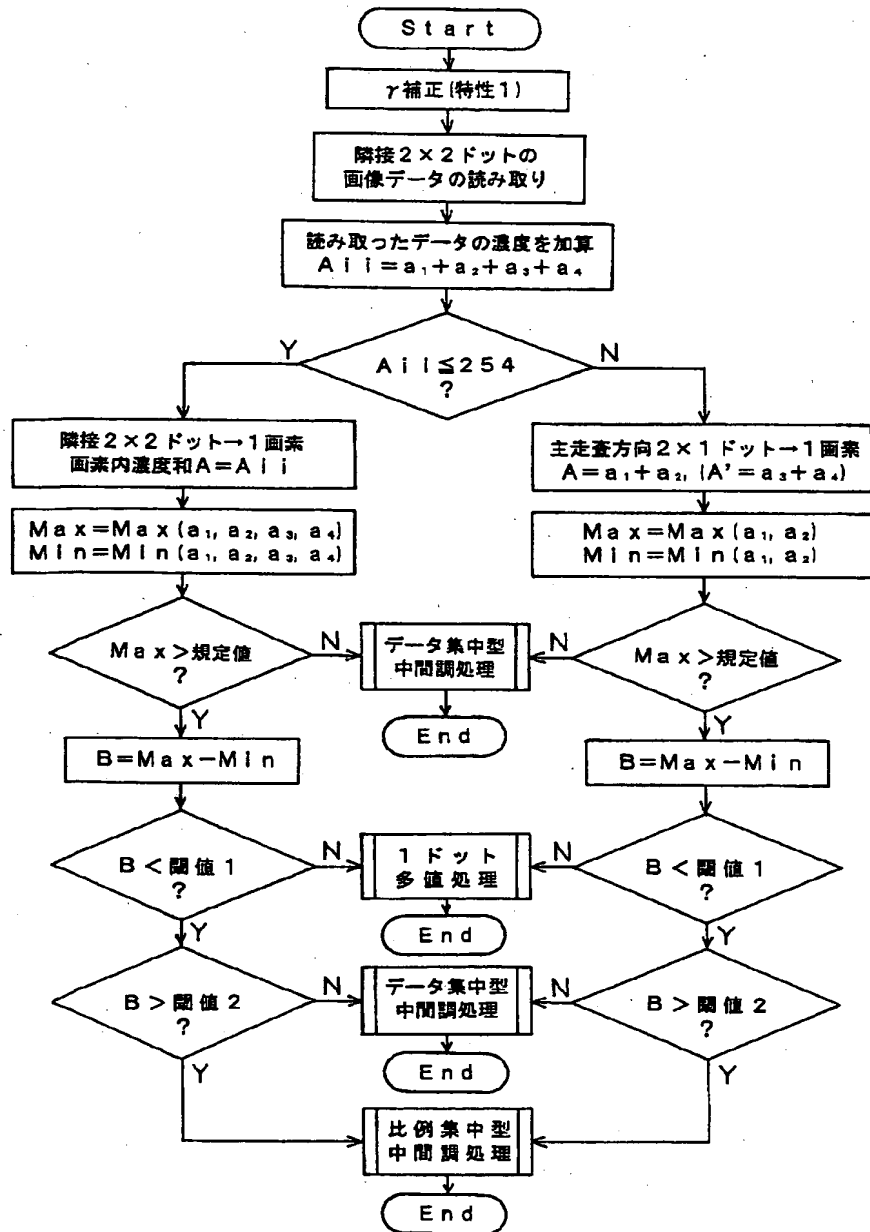 Start
γ補正(特性1)
隣接2×2ドットの
画像データの読み取り
読み取ったデータの濃度を加算
Aii=a₁+a₂+a₃+a₄
Y
Aii≦254
?
N
隣接2×2ドット→1画素
画素内濃度和A=Aii
主走査方向2×1ドット→1画素
A=a₁+a₂, (A'=a₃+a₄)
Max=Max(a₁, a₂, a₃, a₄)
Min=Min(a₁, a₂, a₃, a₄)
Max=Max(a₁, a₂)
Min=Min(a₁, a₂)
Max>規定値
?
N
データ集中型
中間調処理
N
Max>規定値
?
Y
End
Y
B=Max-Min
B=Max-Min
B<閾値1
?
N
1ドット
多値処理
N
B<閾値1
?
Y
End
Y
B>閾値2
?
N
データ集中型
中間調処理
N
B>閾値2
?
Y
End
Y
比例集中型
中間調処理
End